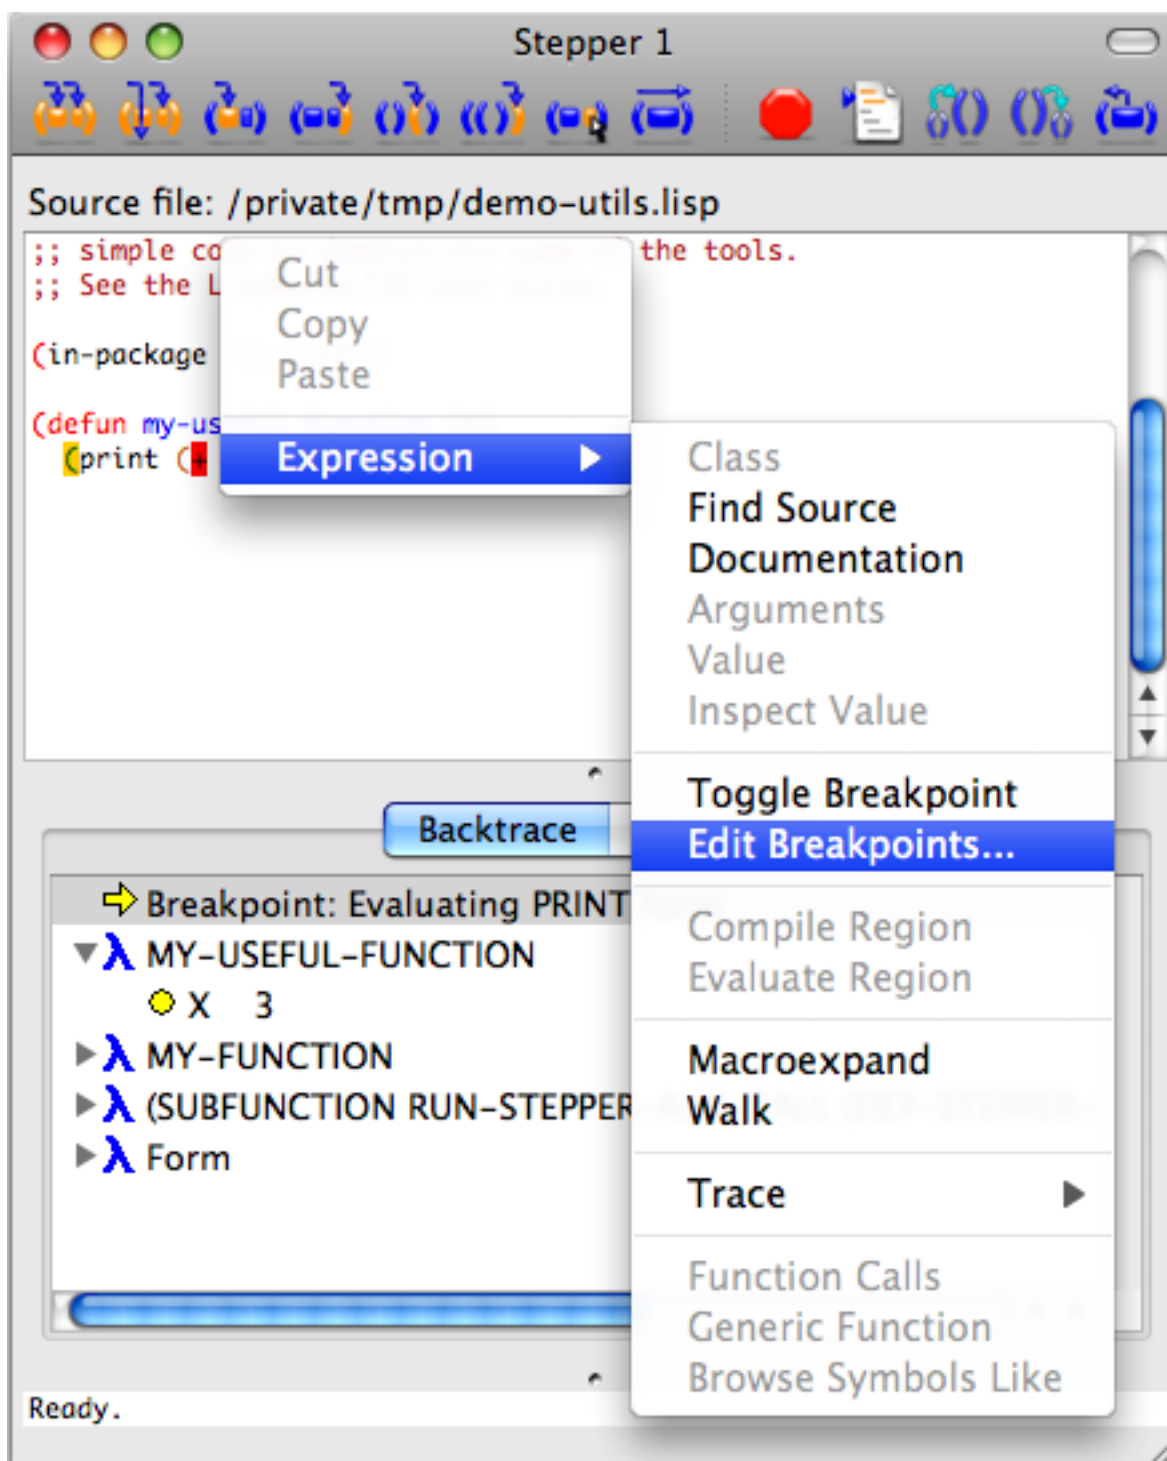 Stepper 1
Source file: /private/tmp/demo-utils.lisp
;; simple co the tools.
;; See the L
(in-package
(defun my-us
(print (+
Cut
Copy
Paste
Expression
Class
Find Source
Documentation
Arguments
Value
Inspect Value
Toggle Breakpoint
Edit Breakpoints...
Compile Region
Evaluate Region
Macroexpand
Walk
Trace
Function Calls
Generic Function
Browse Symbols Like
Backtrace
Breakpoint: Evaluating PRINT
MY-USEFUL-FUNCTION
X 3
MY-FUNCTION
(SUBFUNCTION RUN-STEPPER
Form
Ready.